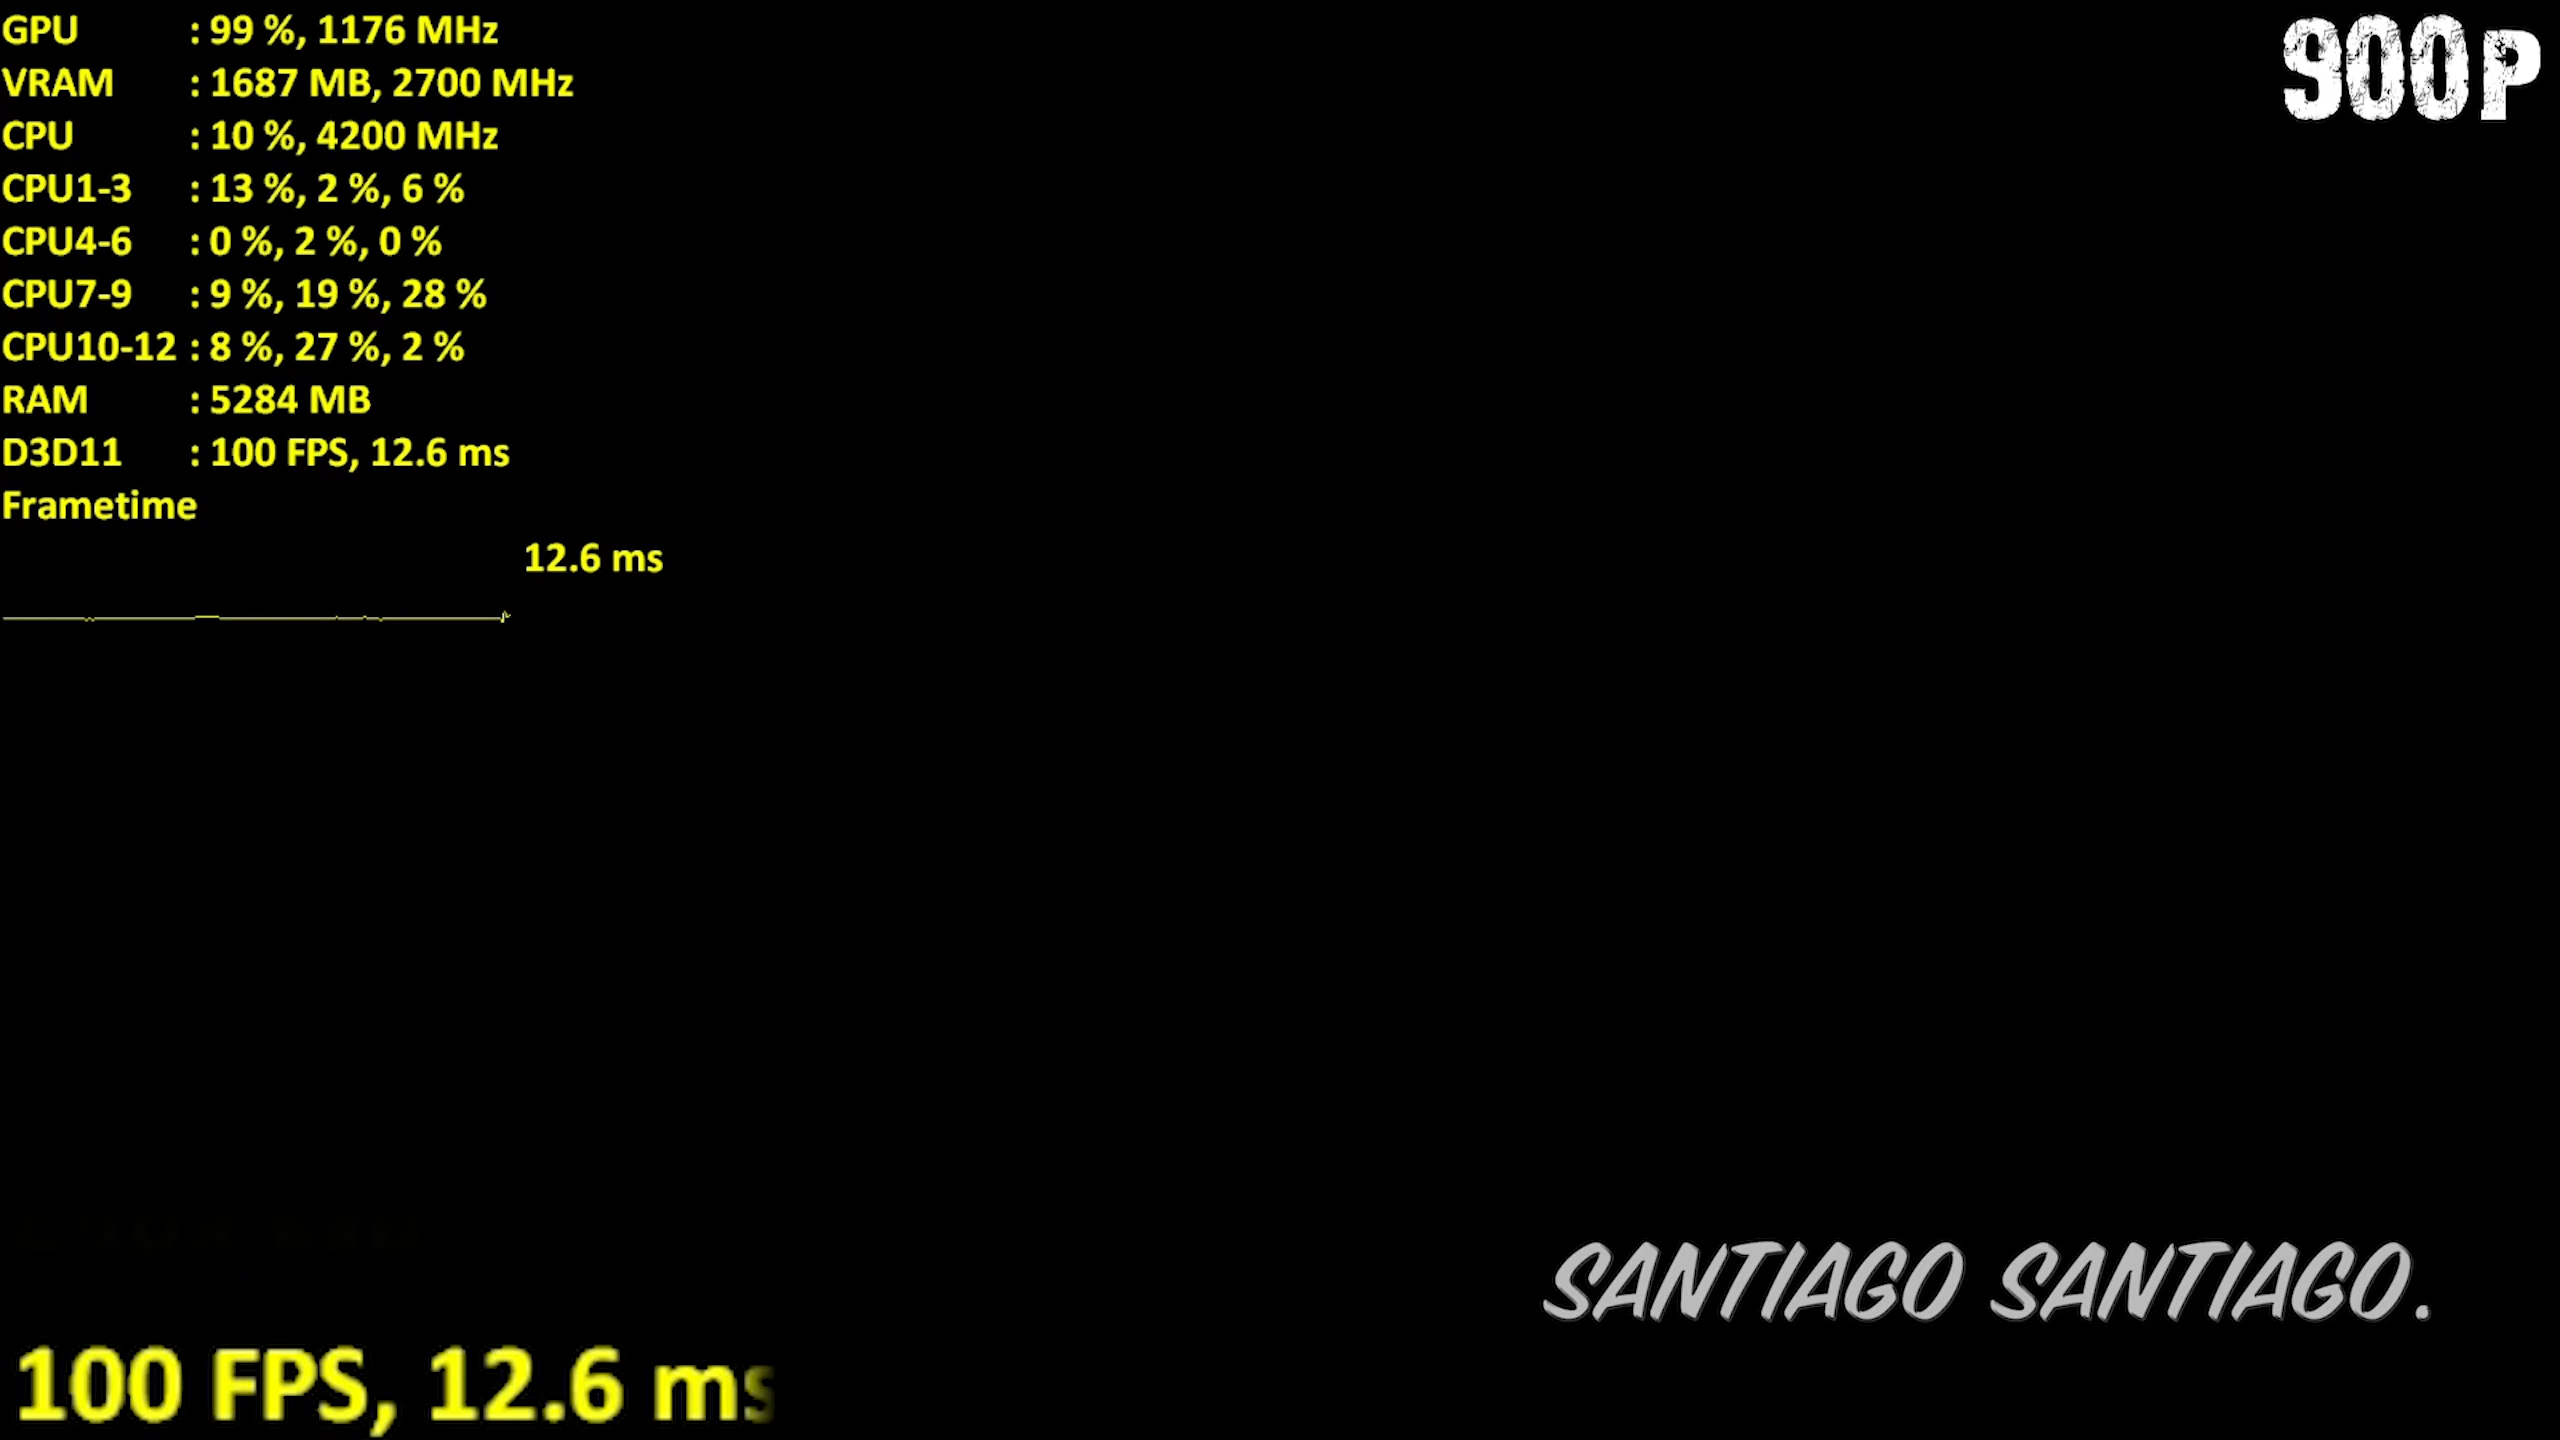 GPU : 99 %, 1176 MHz
900P
VRAM : 1687 MB, 2700 MHz
CPU : 10 %, 4200 MHz
CPU1-3 : 13 %, 2 %, 6 %
CPU4-6 : 0 %, 2 %, 0 %
CPU7-9 : 9 %, 19 %, 28 %
CPU10-12 : 8 %, 27 %, 2 %
RAM : 5284 MB
D3D11 : 100 FPS, 12.6 ms
Frametime
12.6 ms
SANTIAGO SANTIAGO.
100 FPS, 12.6 ms